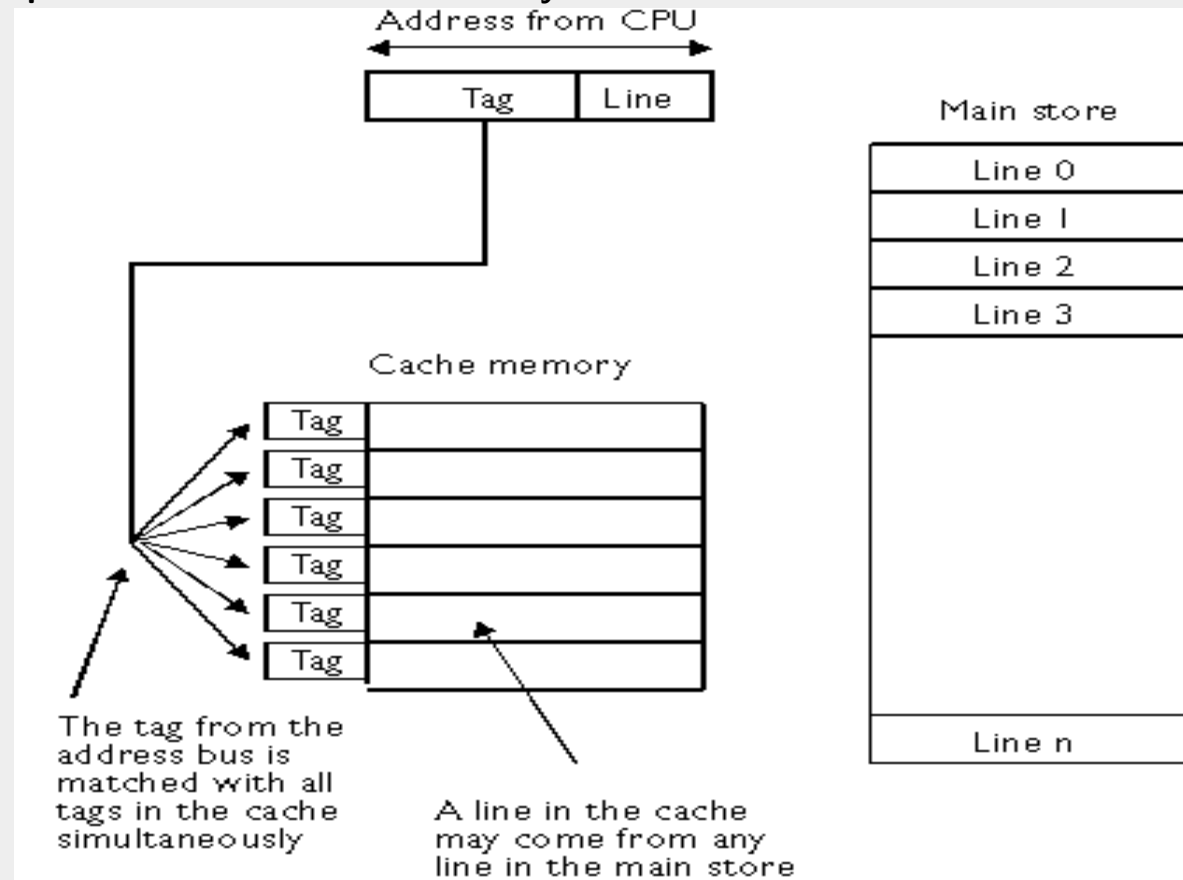 Address from CPU
Tag Line
Main store
Line 0
Line 1
Line 2
Line 3
Cache memory
Tag
Tag
Tag
Tag
Tag
Tag
Line n
The tag from the
address bus is
matched with all
tags in the cache
simultaneously
A line in the cache
may come from any
line in the main store